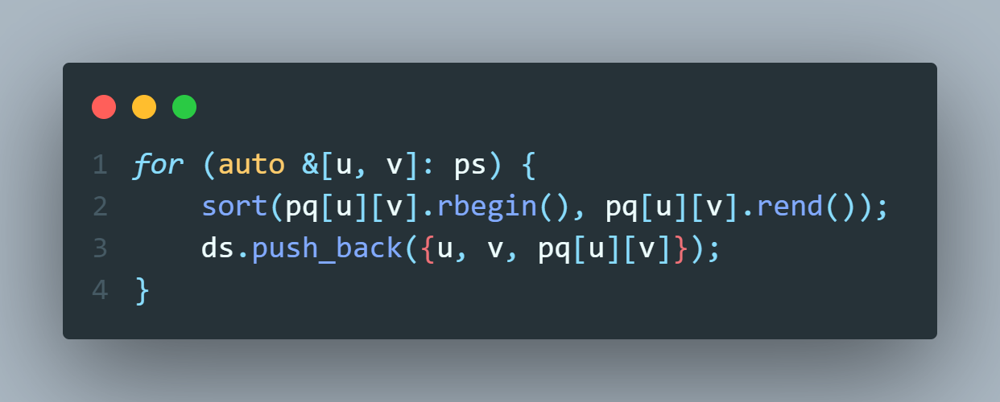 1 for (auto &[u, v]: ps) {
2     sort(pq[u][v].rbegin(), pq[u][v].rend());
3     ds.push_back({u, v, pq[u][v]});
4 }